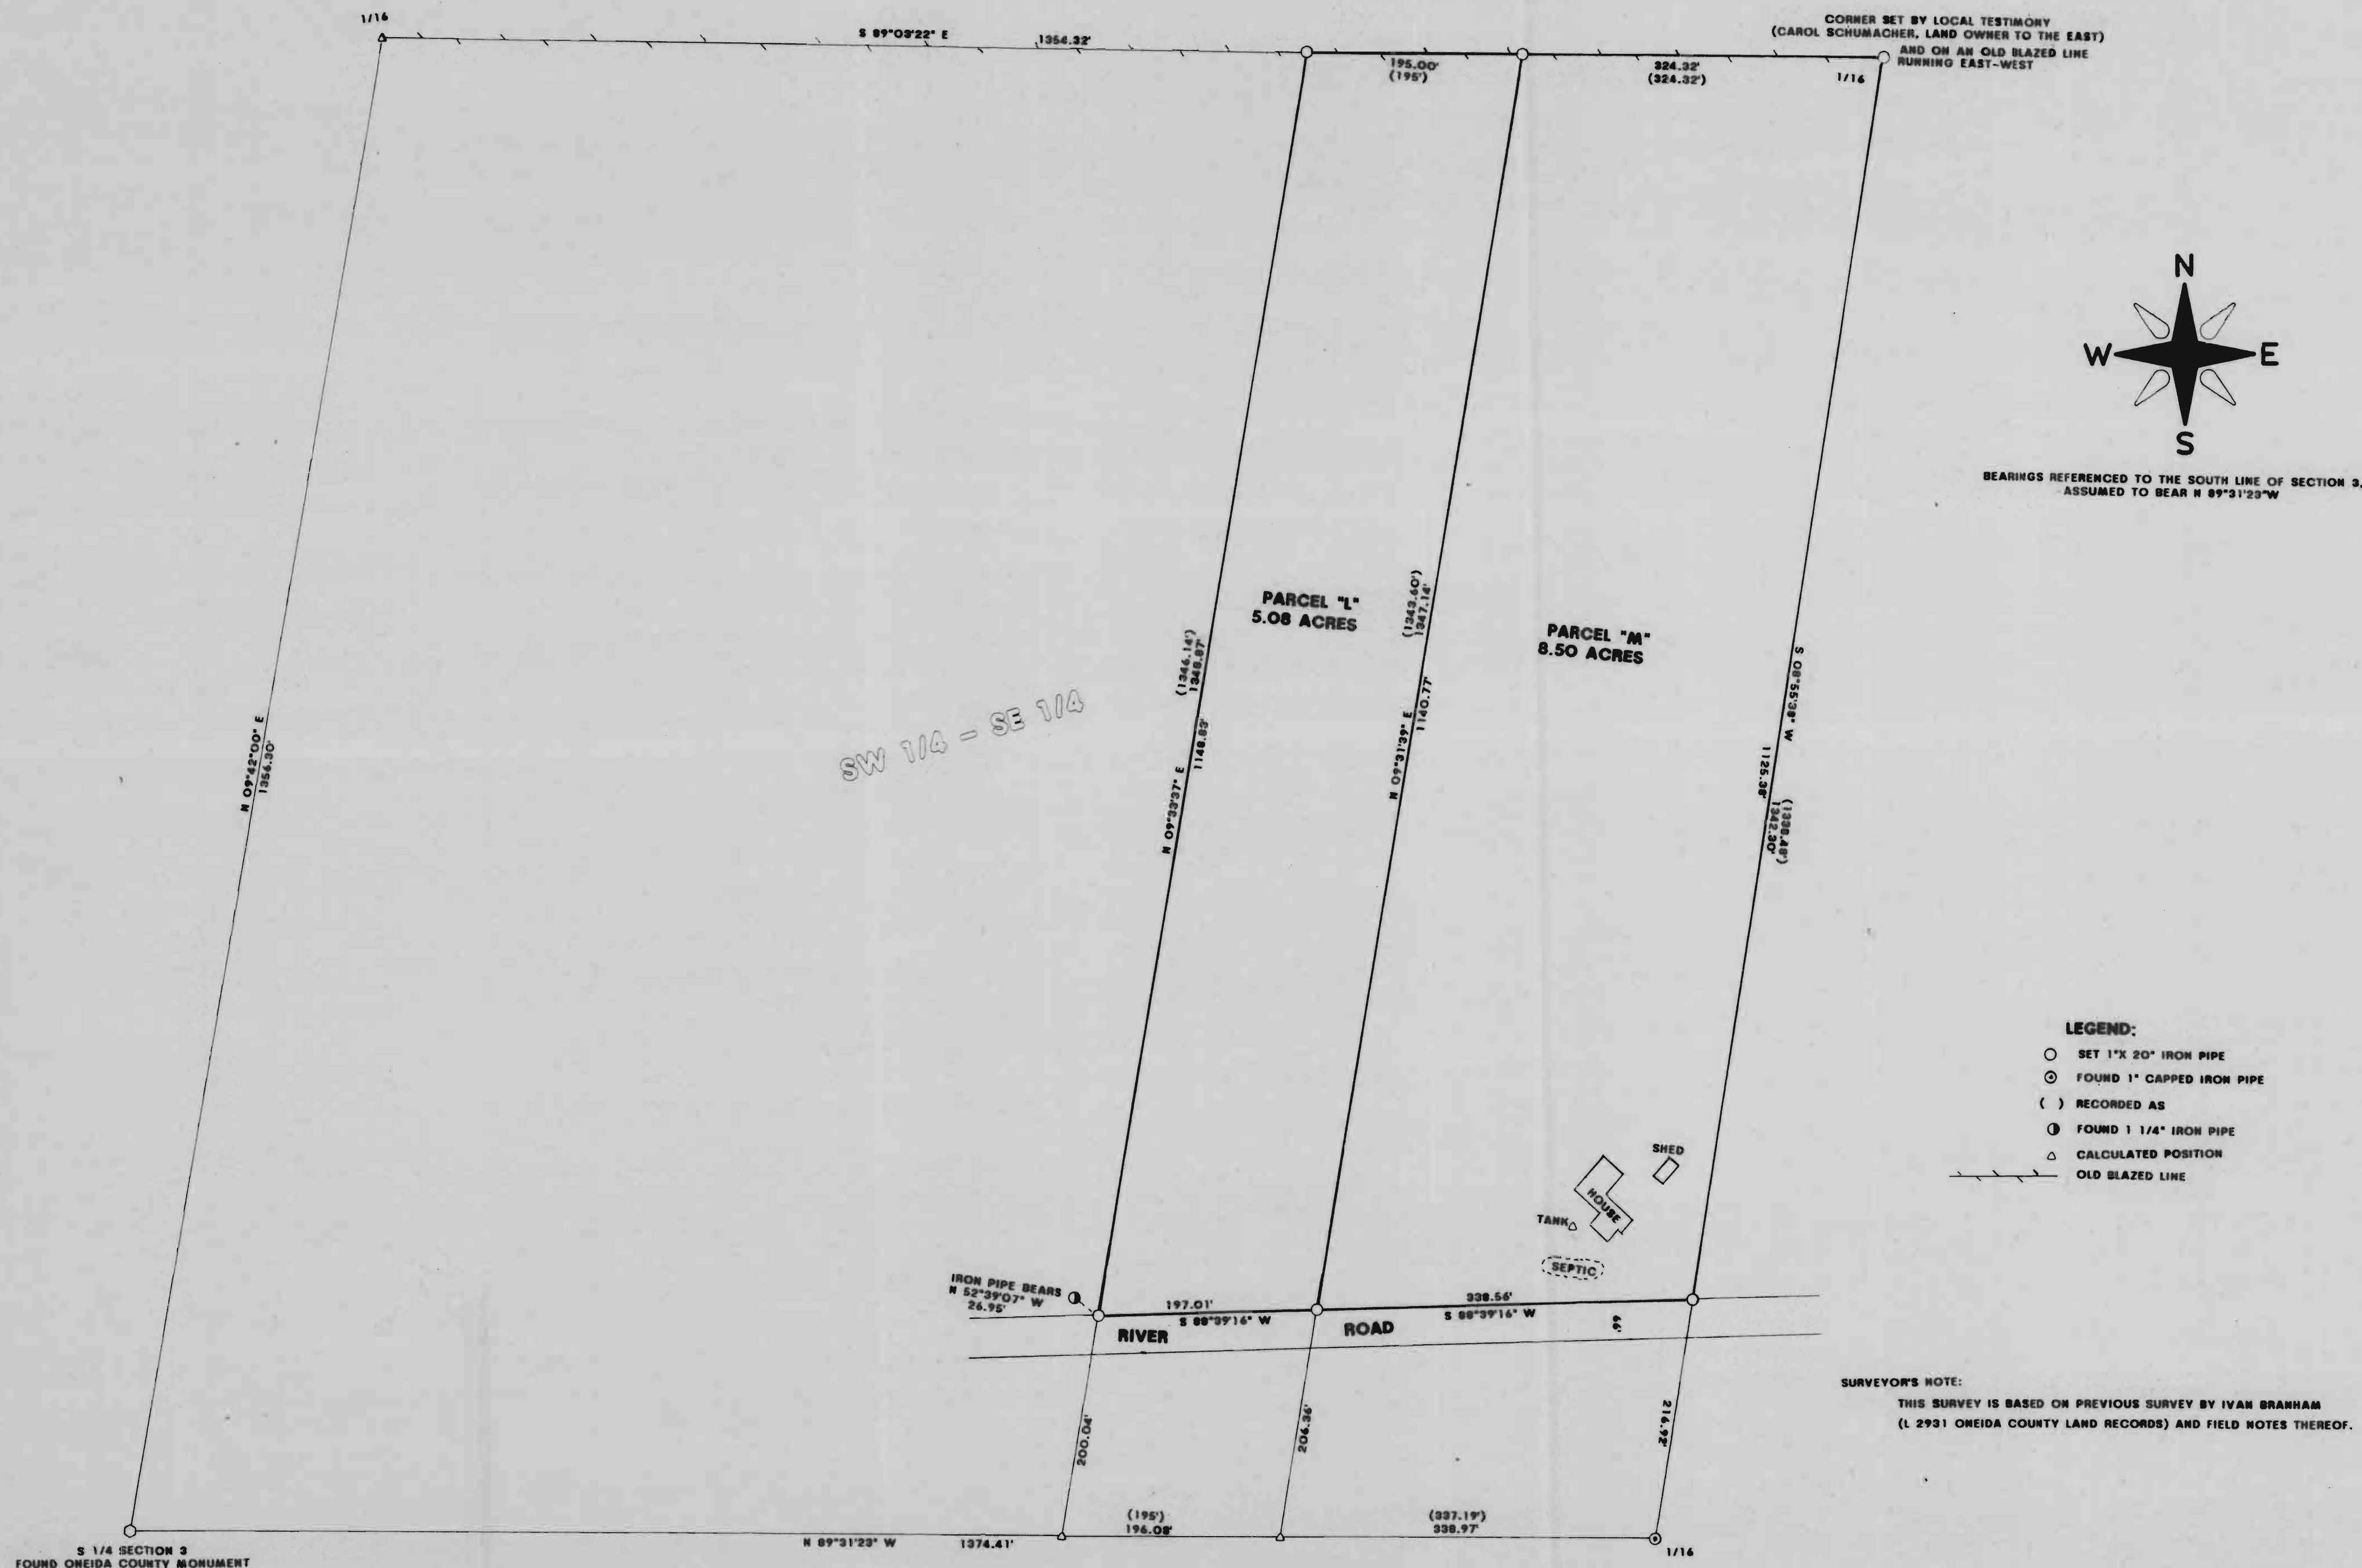 1/16
S 89°03'22" E
1354.32'
CORNER SET BY LOCAL TESTIMONY
(CAROL SCHUMACHER, LAND OWNER TO THE EAST)
AND ON AN OLD BLAZED LINE
RUNNING EAST-WEST
195.00'
(195')
324.32'
(324.32')
1/16
N
W E
S
BEARINGS REFERENCED TO THE SOUTH LINE OF SECTION 3,
ASSUMED TO BEAR N 89°31'23"W
PARCEL "L"
5.08 ACRES
(1343.60')
1347.14'
PARCEL "M"
8.50 ACRES
(1346.14')
1348.87'
S 08°55'38" W
1125.38'
(1338.48')
1342.30'
SW 1/4 - SE 1/4
N 09°42'00" E
1356.30'
N 09°33'37" E
1148.83'
N 09°31'39" E
1140.77'
LEGEND:
SET 1"X 20" IRON PIPE
FOUND 1" CAPPED IRON PIPE
( ) RECORDED AS
FOUND 1 1/4" IRON PIPE
CALCULATED POSITION
OLD BLAZED LINE
SHED
HOUSE
TANK
SEPTIC
IRON PIPE BEARS
N 52°39'07" W
26.95'
197.01'
S 88°39'16" W
338.56'
S 88°39'16" W
RIVER ROAD
66'
200.04'
206.36'
216.92'
SURVEYOR'S NOTE:
THIS SURVEY IS BASED ON PREVIOUS SURVEY BY IVAN BRANHAM
(L 2931 ONEIDA COUNTY LAND RECORDS) AND FIELD NOTES THEREOF.
(195')
196.08'
(337.19')
338.97'
N 89°31'23" W
1374.41'
1/16
S 1/4 SECTION 3
FOUND ONEIDA COUNTY MONUMENT